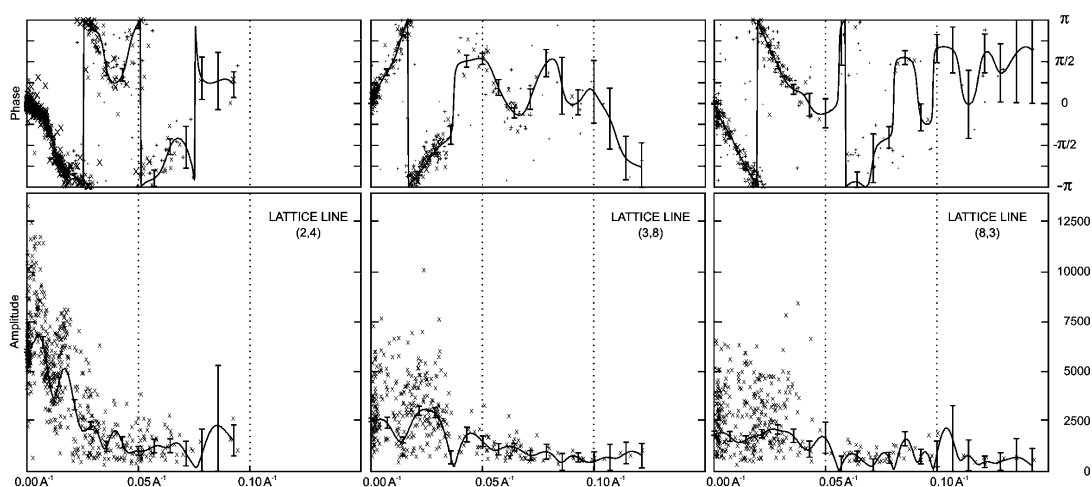 Phase
π
π/2
0
-π/2
-π
Amplitude
LATTICE LINE
(2,4)
LATTICE LINE
(3,8)
LATTICE LINE
(8,3)
12500
10000
7500
5000
2500
0
0.00A⁻¹ 0.05A⁻¹ 0.10A⁻¹ 0.00A⁻¹ 0.05A⁻¹ 0.10A⁻¹ 0.00A⁻¹ 0.05A⁻¹ 0.10A⁻¹